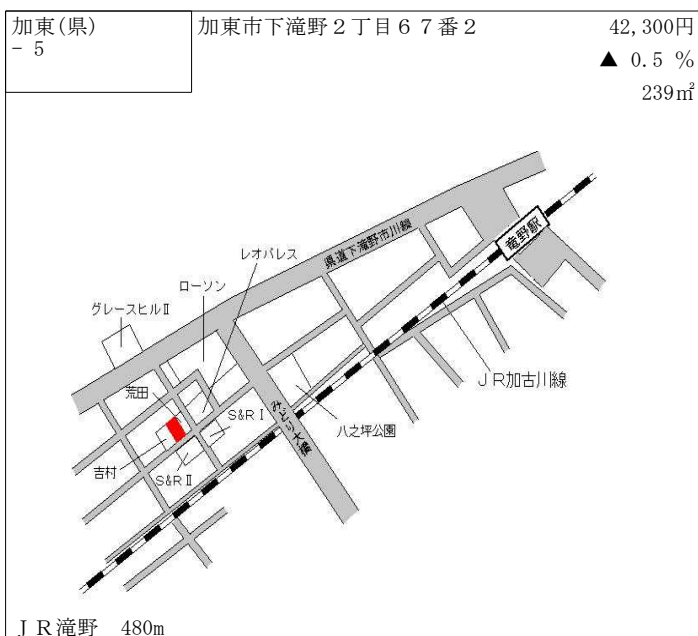 加東(県)
- 5
加東市下滝野２丁目６７番２
42,300円
▲ 0.5 %
239㎡
竜野駅
県道下滝野市川線
レオパレス
ローソン
グレースヒルⅡ
荒田
S&RⅠ
みどり大橋
八之坪公園
ＪＲ加古川線
吉村
S&RⅡ
ＪＲ滝野　480m